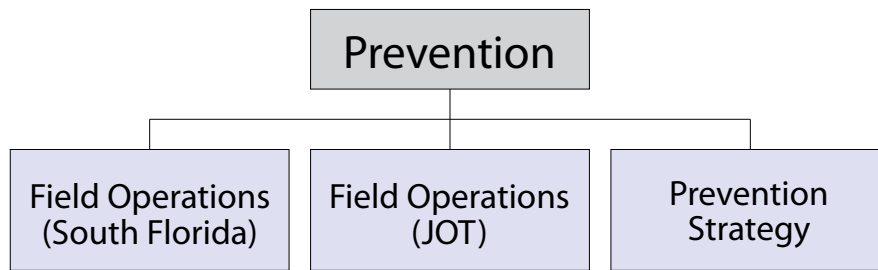 Prevention
Field Operations
(South Florida)
Field Operations
(JOT)
Prevention
Strategy